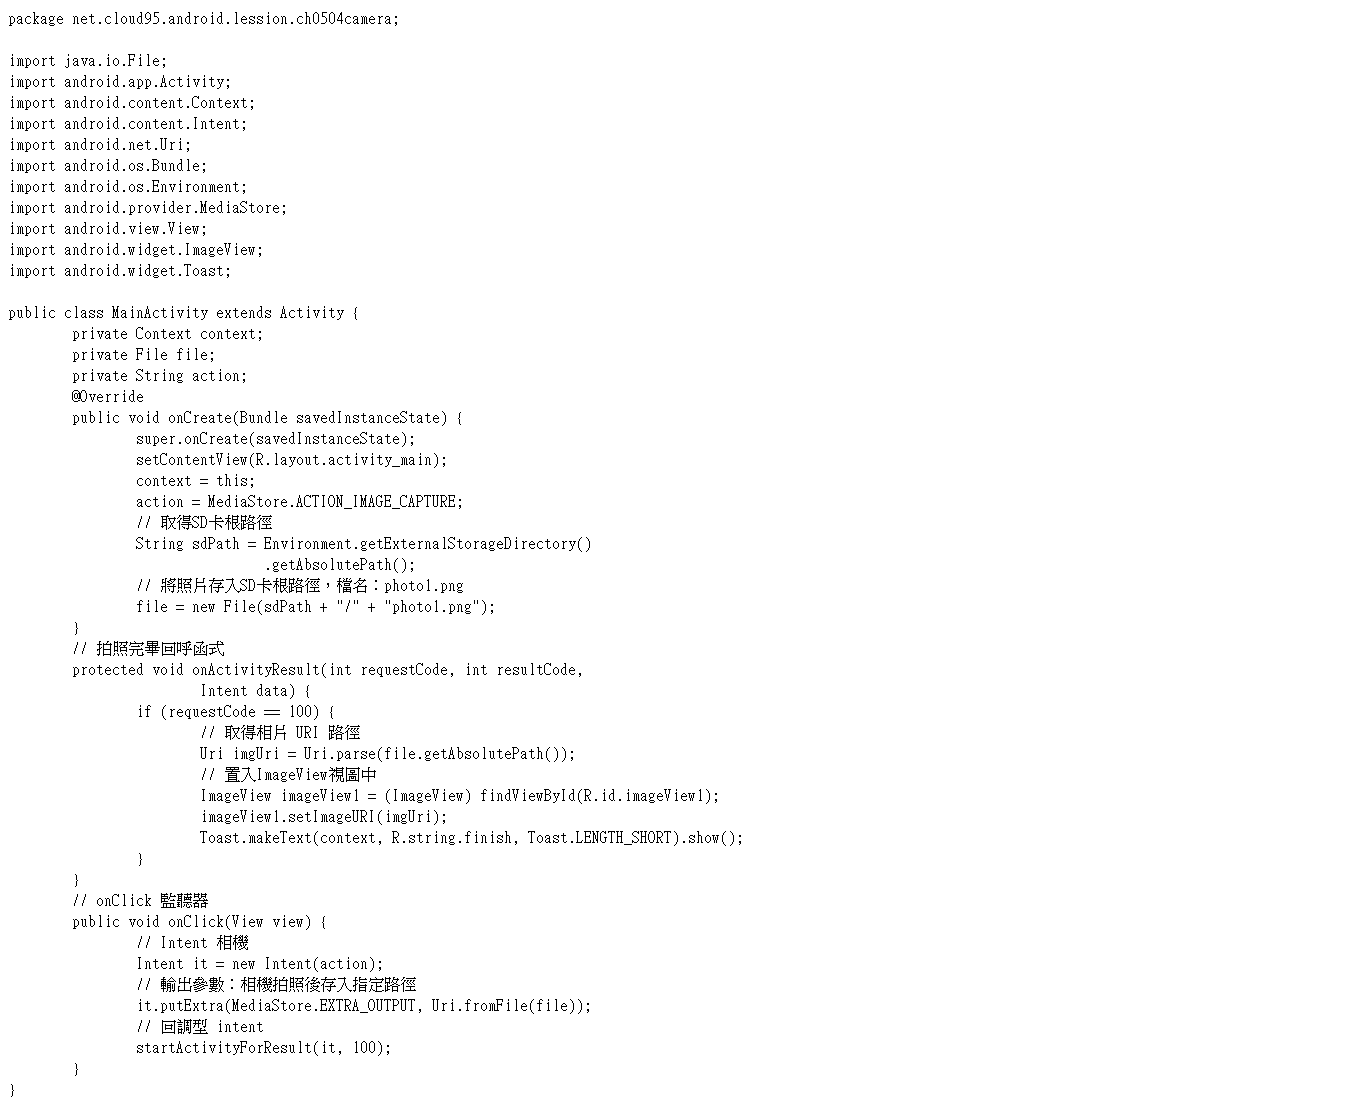 package net.cloud95.android.lession.ch0504camera;

import java.io.File;
import android.app.Activity;
import android.content.Context;
import android.content.Intent;
import android.net.Uri;
import android.os.Bundle;
import android.os.Environment;
import android.provider.MediaStore;
import android.view.View;
import android.widget.ImageView;
import android.widget.Toast;

public class MainActivity extends Activity {
        private Context context;
        private File file;
        private String action;
        @Override
        public void onCreate(Bundle savedInstanceState) {
                super.onCreate(savedInstanceState);
                setContentView(R.layout.activity_main);
                context = this;
                action = MediaStore.ACTION_IMAGE_CAPTURE;
                // 取得SD卡根路徑
                String sdPath = Environment.getExternalStorageDirectory()
                                .getAbsolutePath();
                // 將照片存入SD卡根路徑，檔名：photo1.png
                file = new File(sdPath + "/" + "photo1.png");
        }
        // 拍照完畢回呼函式
        protected void onActivityResult(int requestCode, int resultCode,
                        Intent data) {
                if (requestCode == 100) {
                        // 取得相片 URI 路徑
                        Uri imgUri = Uri.parse(file.getAbsolutePath());
                        // 置入ImageView視圖中
                        ImageView imageView1 = (ImageView) findViewById(R.id.imageView1);
                        imageView1.setImageURI(imgUri);
                        Toast.makeText(context, R.string.finish, Toast.LENGTH_SHORT).show();
                }
        }
        // onClick 監聽器
        public void onClick(View view) {
                // Intent 相機
                Intent it = new Intent(action);
                // 輸出參數：相機拍照後存入指定路徑
                it.putExtra(MediaStore.EXTRA_OUTPUT, Uri.fromFile(file));
                // 回調型 intent
                startActivityForResult(it, 100);
        }
}